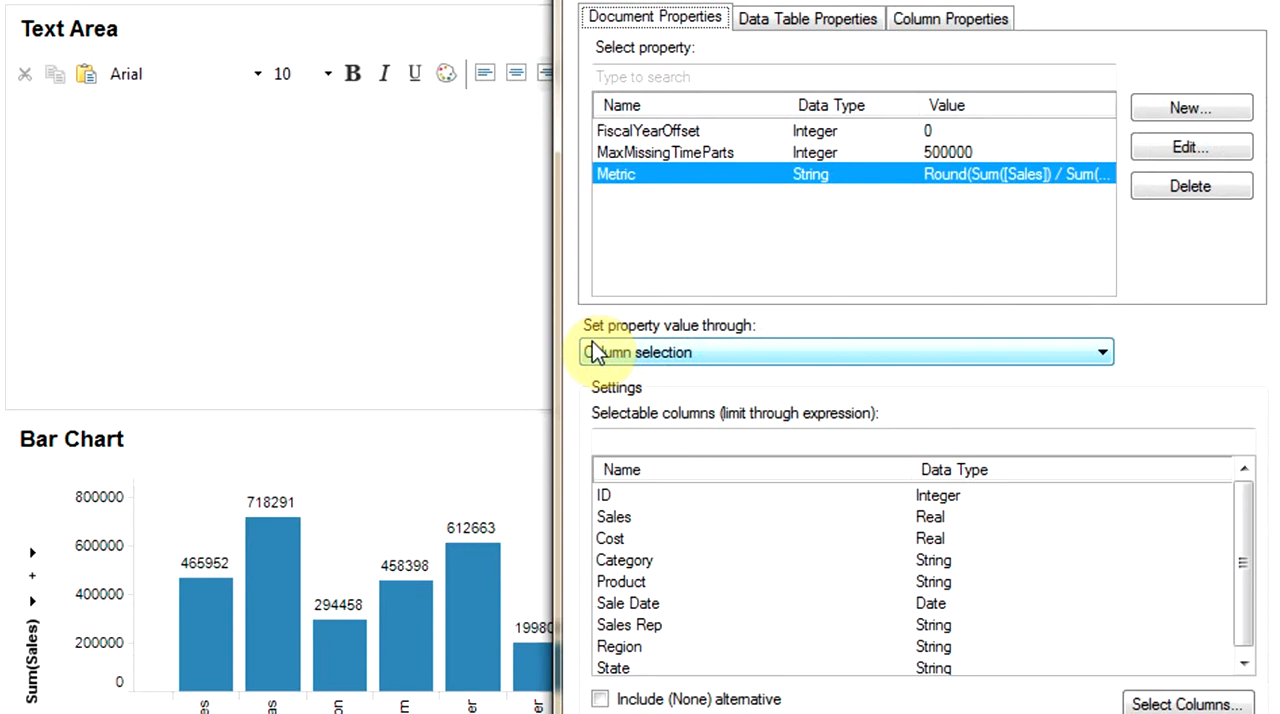 Text Area
Arial 10 B I U
Bar Chart
800000
600000
400000
200000
0
Sum(Sales)
+
465952
718291
294458
458398
612663
Document Properties Data Table Properties Column Properties
Select property:
Type to search
Name Data Type Value
FiscalYearOffset Integer 0
MaxMissingTimeParts Integer 500000
Metric String Round(Sum([Sales]) / Sum(...
New...
Edit...
Delete
Set property value through:
Column selection
Settings
Selectable columns (limit through expression):
Name Data Type
ID Integer
Sales Real
Cost Real
Category String
Product String
Sale Date Date
Sales Rep String
Region String
State String
Include (None) alternative
Select Columns...